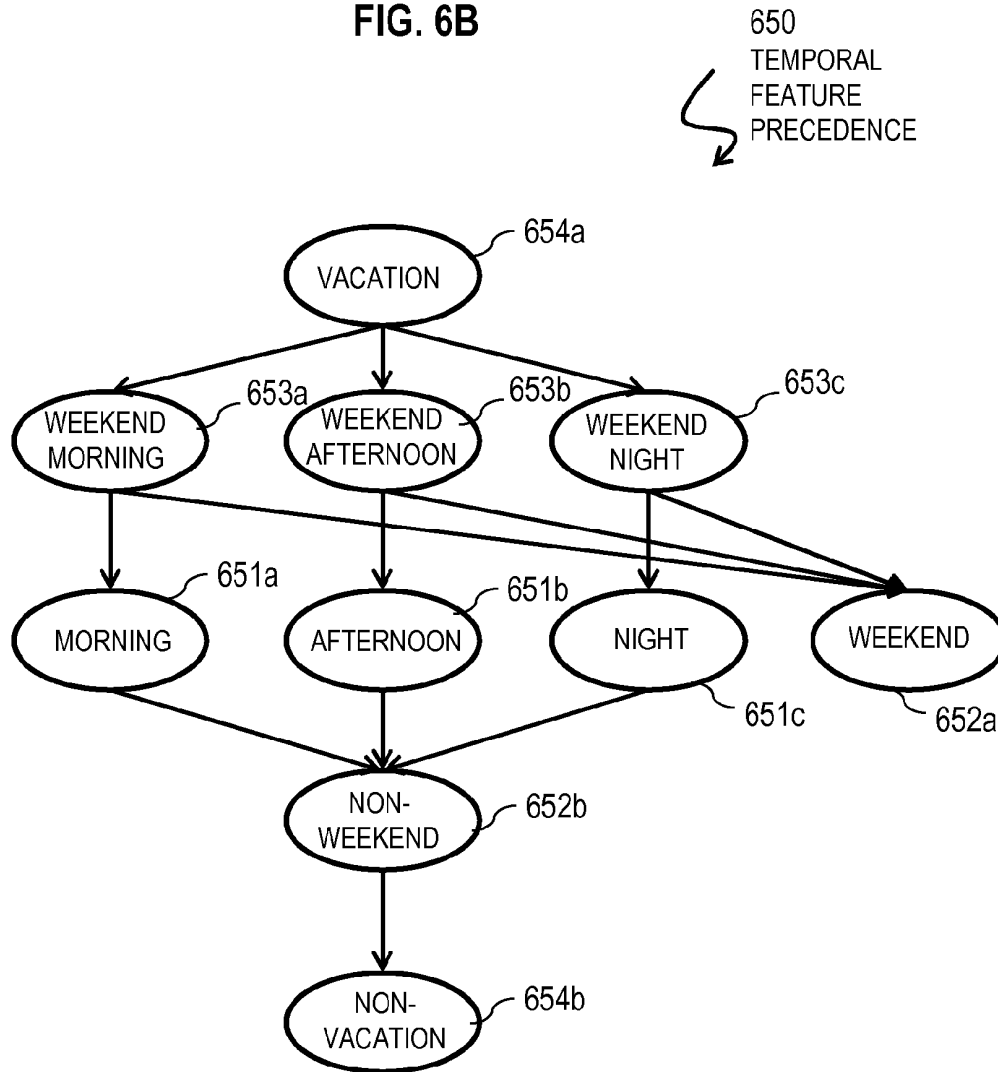 FIG. 6B
650
TEMPORAL
FEATURE
PRECEDENCE
654a
VACATION
653a
653b
653c
WEEKEND
MORNING
WEEKEND
AFTERNOON
WEEKEND
NIGHT
651a
651b
MORNING
AFTERNOON
NIGHT
WEEKEND
651c
652a
NON-
WEEKEND
652b
NON-
VACATION
654b